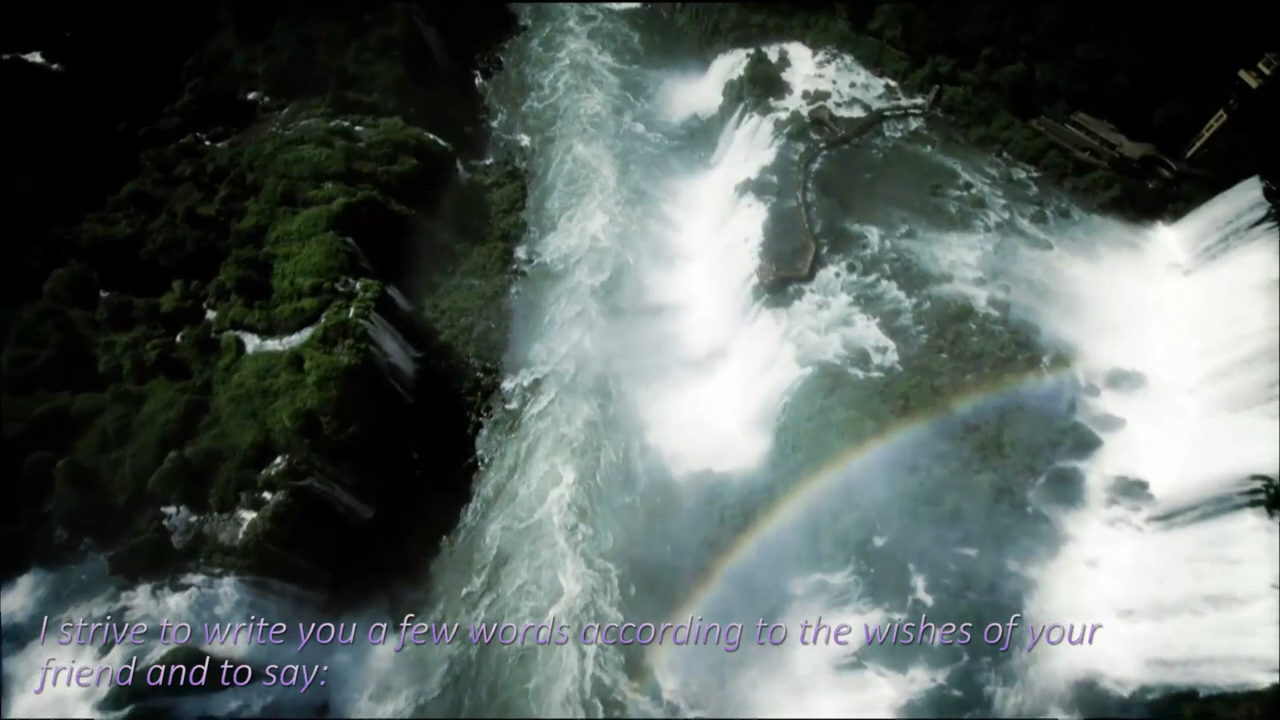 I strive to write you a few words according to the wishes of your
friend and to say: